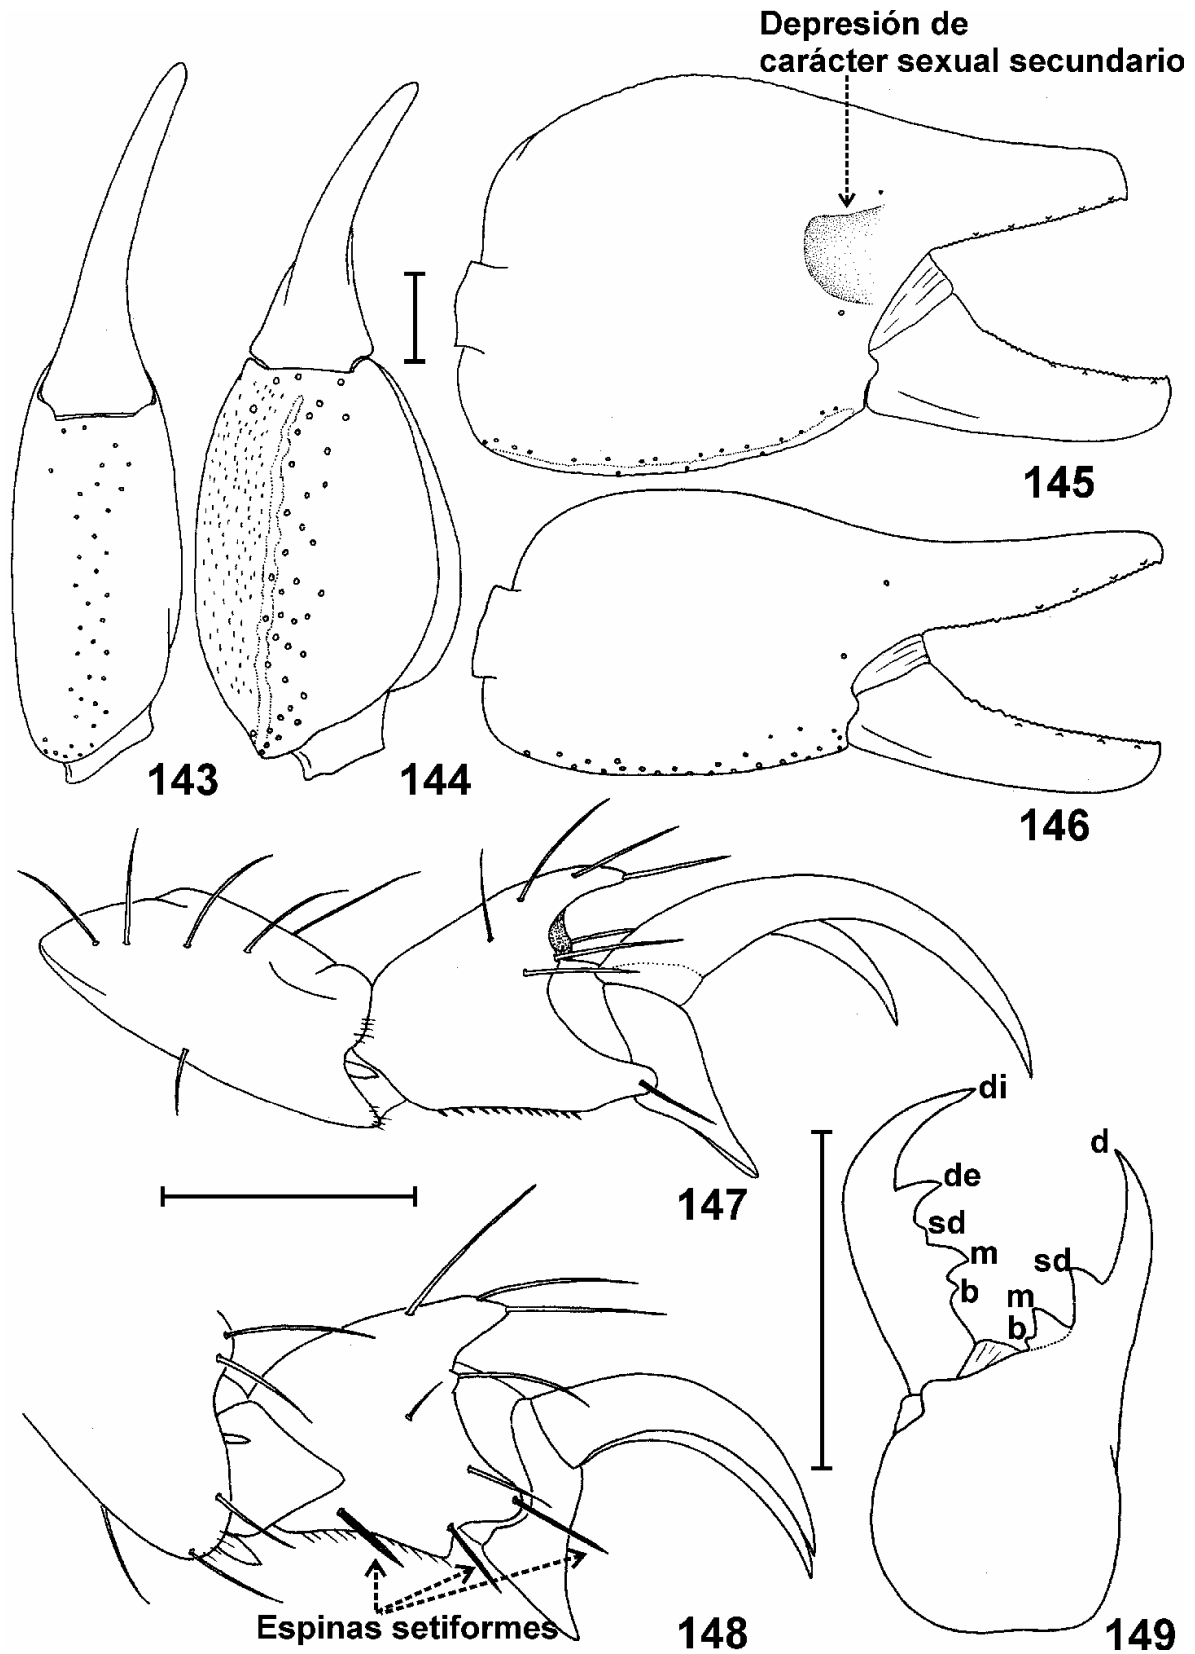 Depresión de
carácter sexual secundario
145
143
144
146
di
d
de
147
sd
m
sd
b
m
b
Espinas setiformes
148
149